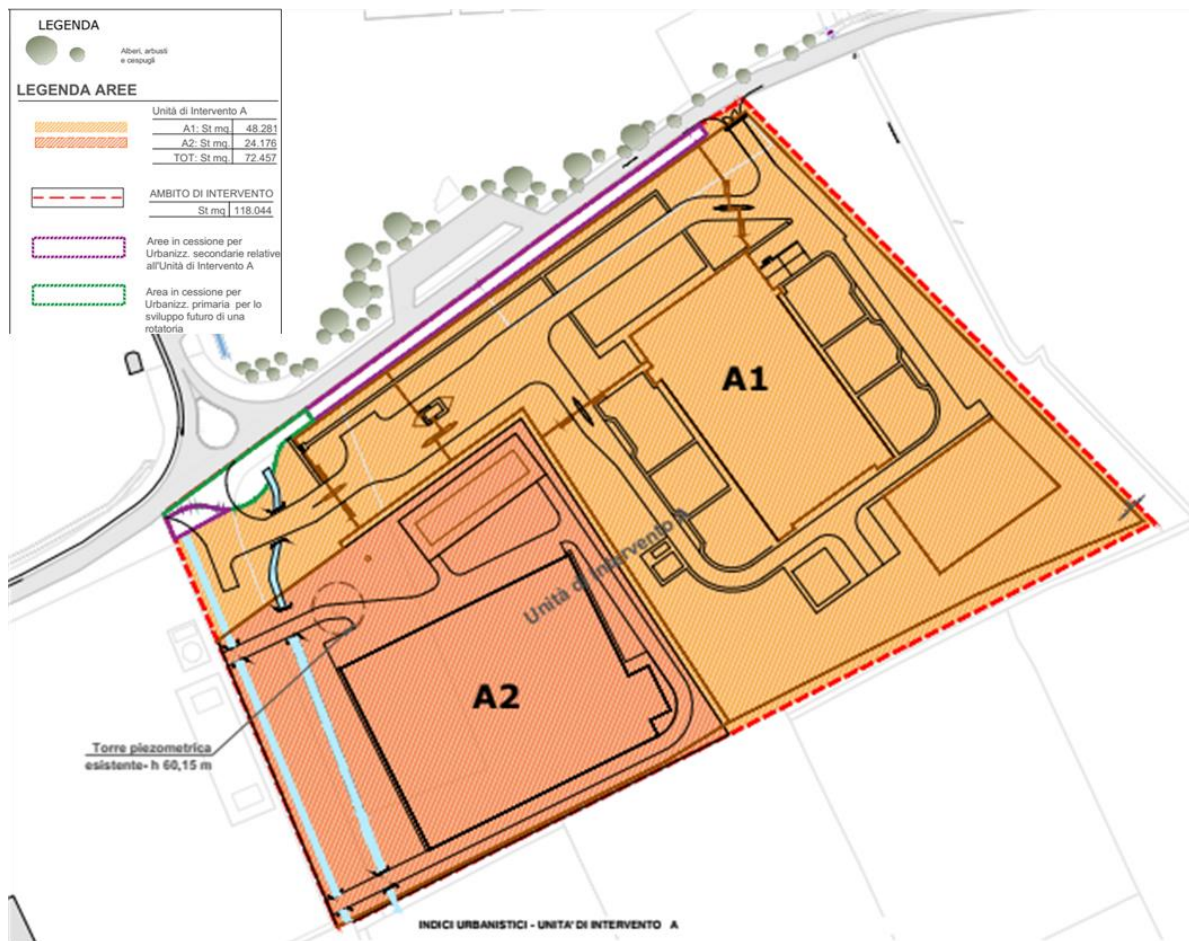 LEGENDA
Alberi, arbusti
e cespugli
LEGENDA AREE
Unità di Intervento A
A1: St mq. 48.281
A2: St mq. 24.176
TOT: St mq. 72.457
AMBITO DI INTERVENTO
St mq 118.044
Aree in cessione per
Urbanizz. secondarie relative
all'Unità di Intervento A
Area in cessione per
Urbanizz. primaria per lo
sviluppo futuro di una
rotatoria
A1
Unità di Intervento A
A2
Torre piezometrica
esistente- h 60,15 m
INDICI URBANISTICI - UNITA' DI INTERVENTO A